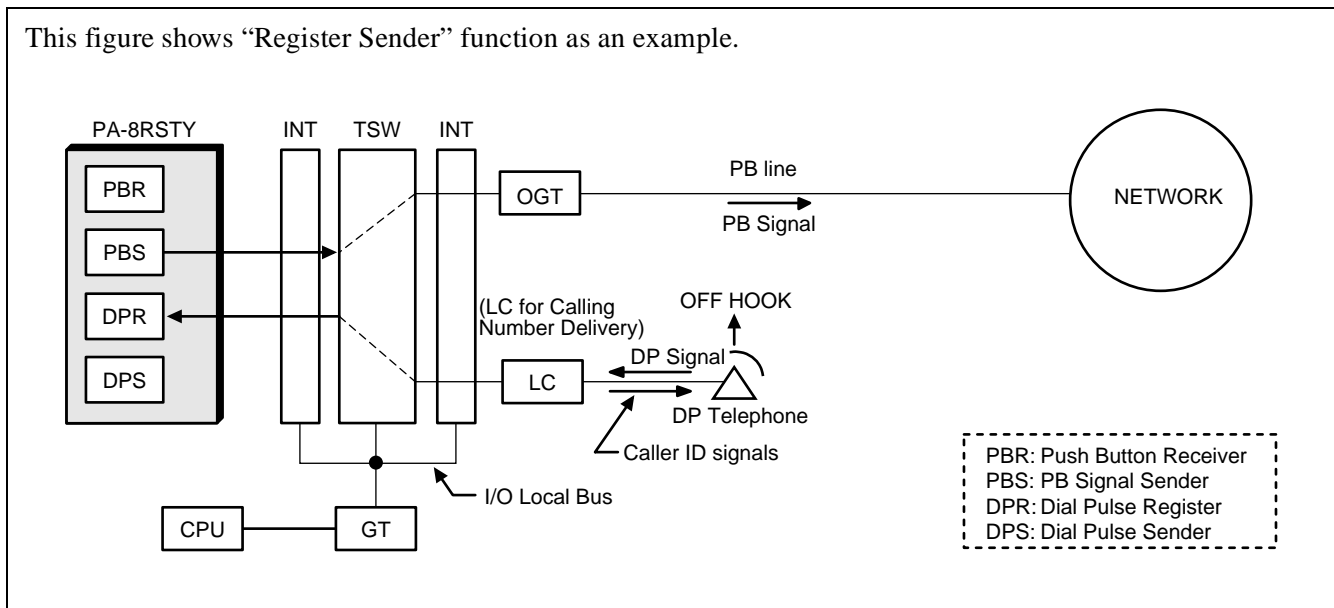 This figure shows “Register Sender” function as an example.
PA-8RSTY
INT
TSW
INT
PBR
PBS
DPR
DPS
OGT
PB line
PB Signal
NETWORK
(LC for Calling
Number Delivery)
OFF HOOK
DP Signal
LC
DP Telephone
Caller ID signals
I/O Local Bus
CPU
GT
PBR: Push Button Receiver
PBS: PB Signal Sender
DPR: Dial Pulse Register
DPS: Dial Pulse Sender